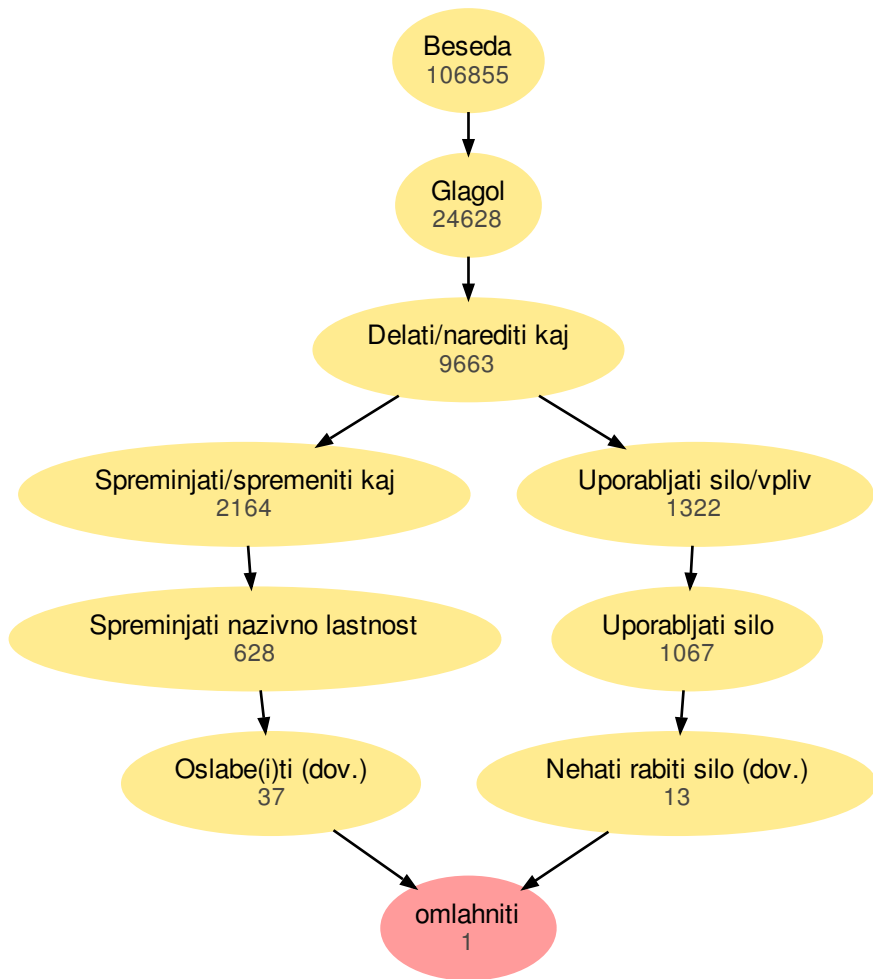 Beseda
106855
Glagol
24628
Delati/narediti kaj
9663
Spreminjati/spremeniti kaj
2164
Uporabljati silo/vpliv
1322
Spreminjati nazivno lastnost
628
Uporabljati silo
1067
Oslabe(i)ti (dov.)
37
Nehati rabiti silo (dov.)
13
omlahniti
1